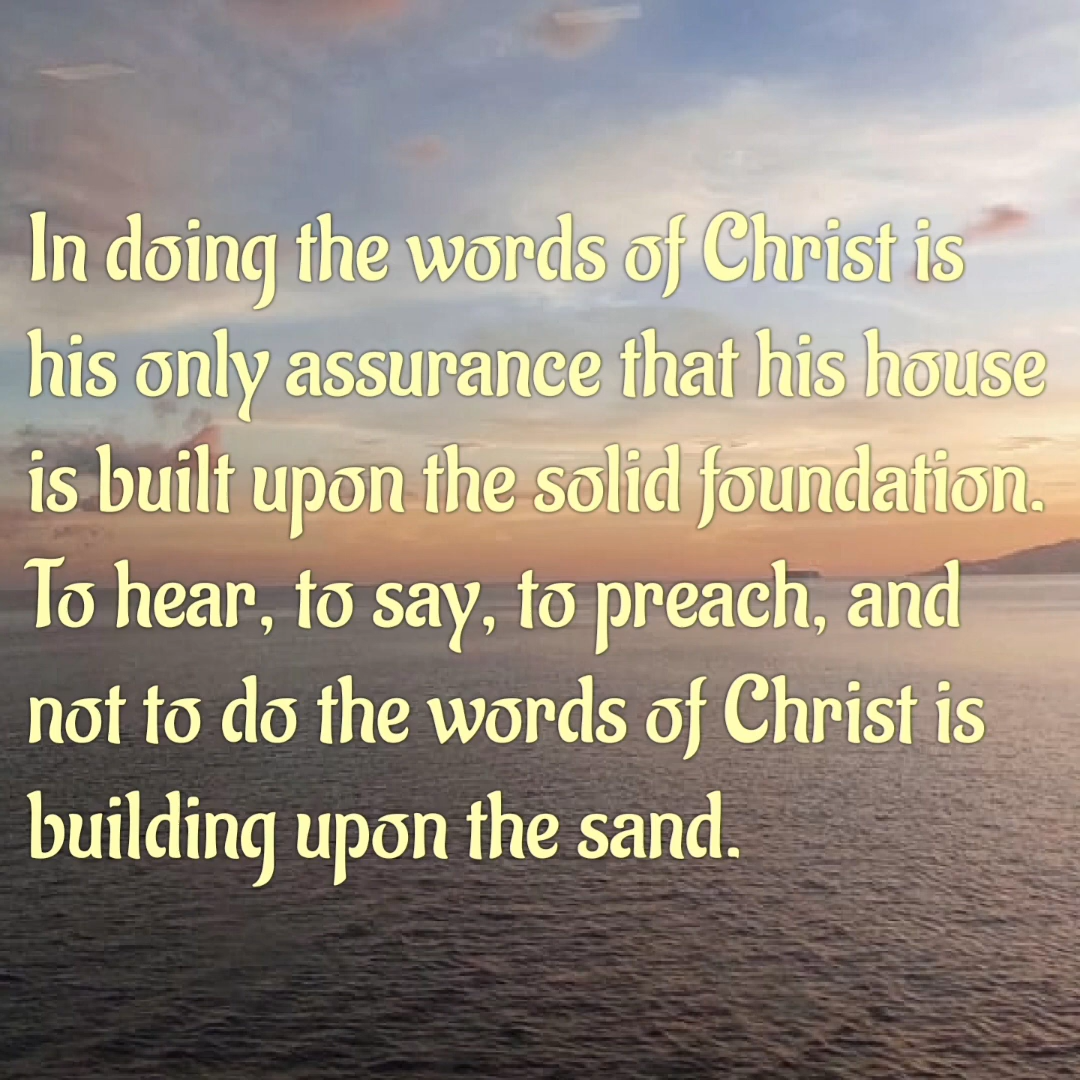 In doing the words of Christ is
his only assurance that his house
is built upon the solid foundation.
To hear, to say, to preach, and
not to do the words of Christ is
building upon the sand.